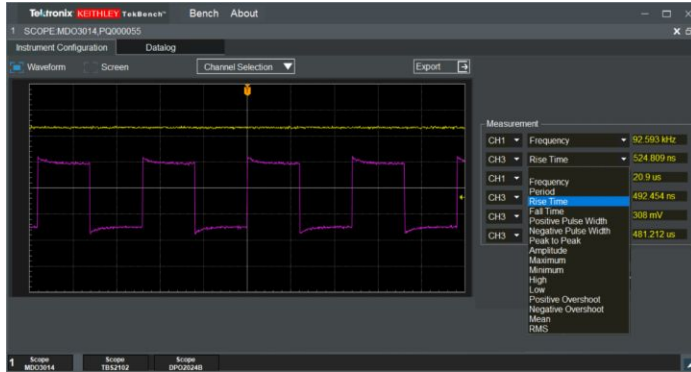 Tektronix KEITHLEY TekBench™ Bench About
1 SCOPE:MDO3014,PQ000055 X
Instrument Configuration Datalog
Waveform Screen Channel Selection Export
T
Measurement
CH1 Frequency 92.593 kHz
CH3 Rise Time 524.809 ns
CH1 20.9 us
CH3 492.454 ns
CH3 308 mV
CH3 481.212 us
Frequency
Period
Rise Time
Fall Time
Positive Pulse Width
Negative Pulse Width
Peak to Peak
Amplitude
Maximum
Minimum
High
Low
Positive Overshoot
Negative Overshoot
Mean
RMS
1 Scope Scope Scope
MDO3014 TBS2102 DPO2024B